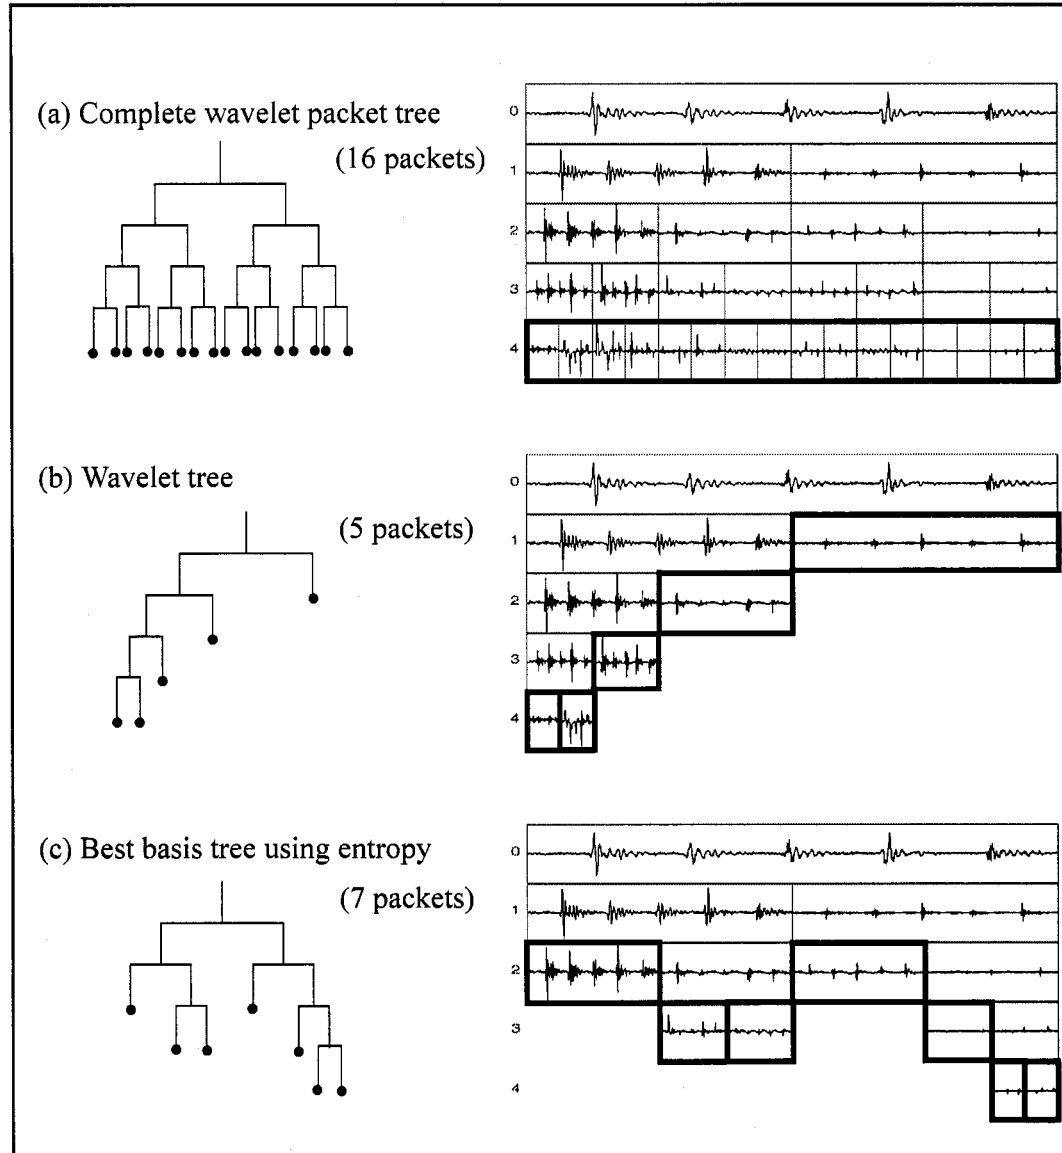 (a) Complete wavelet packet tree
(16 packets)
0
1
2
3
4
(b) Wavelet tree
(5 packets)
0
1
2
3
4
(c) Best basis tree using entropy
(7 packets)
0
1
2
3
4